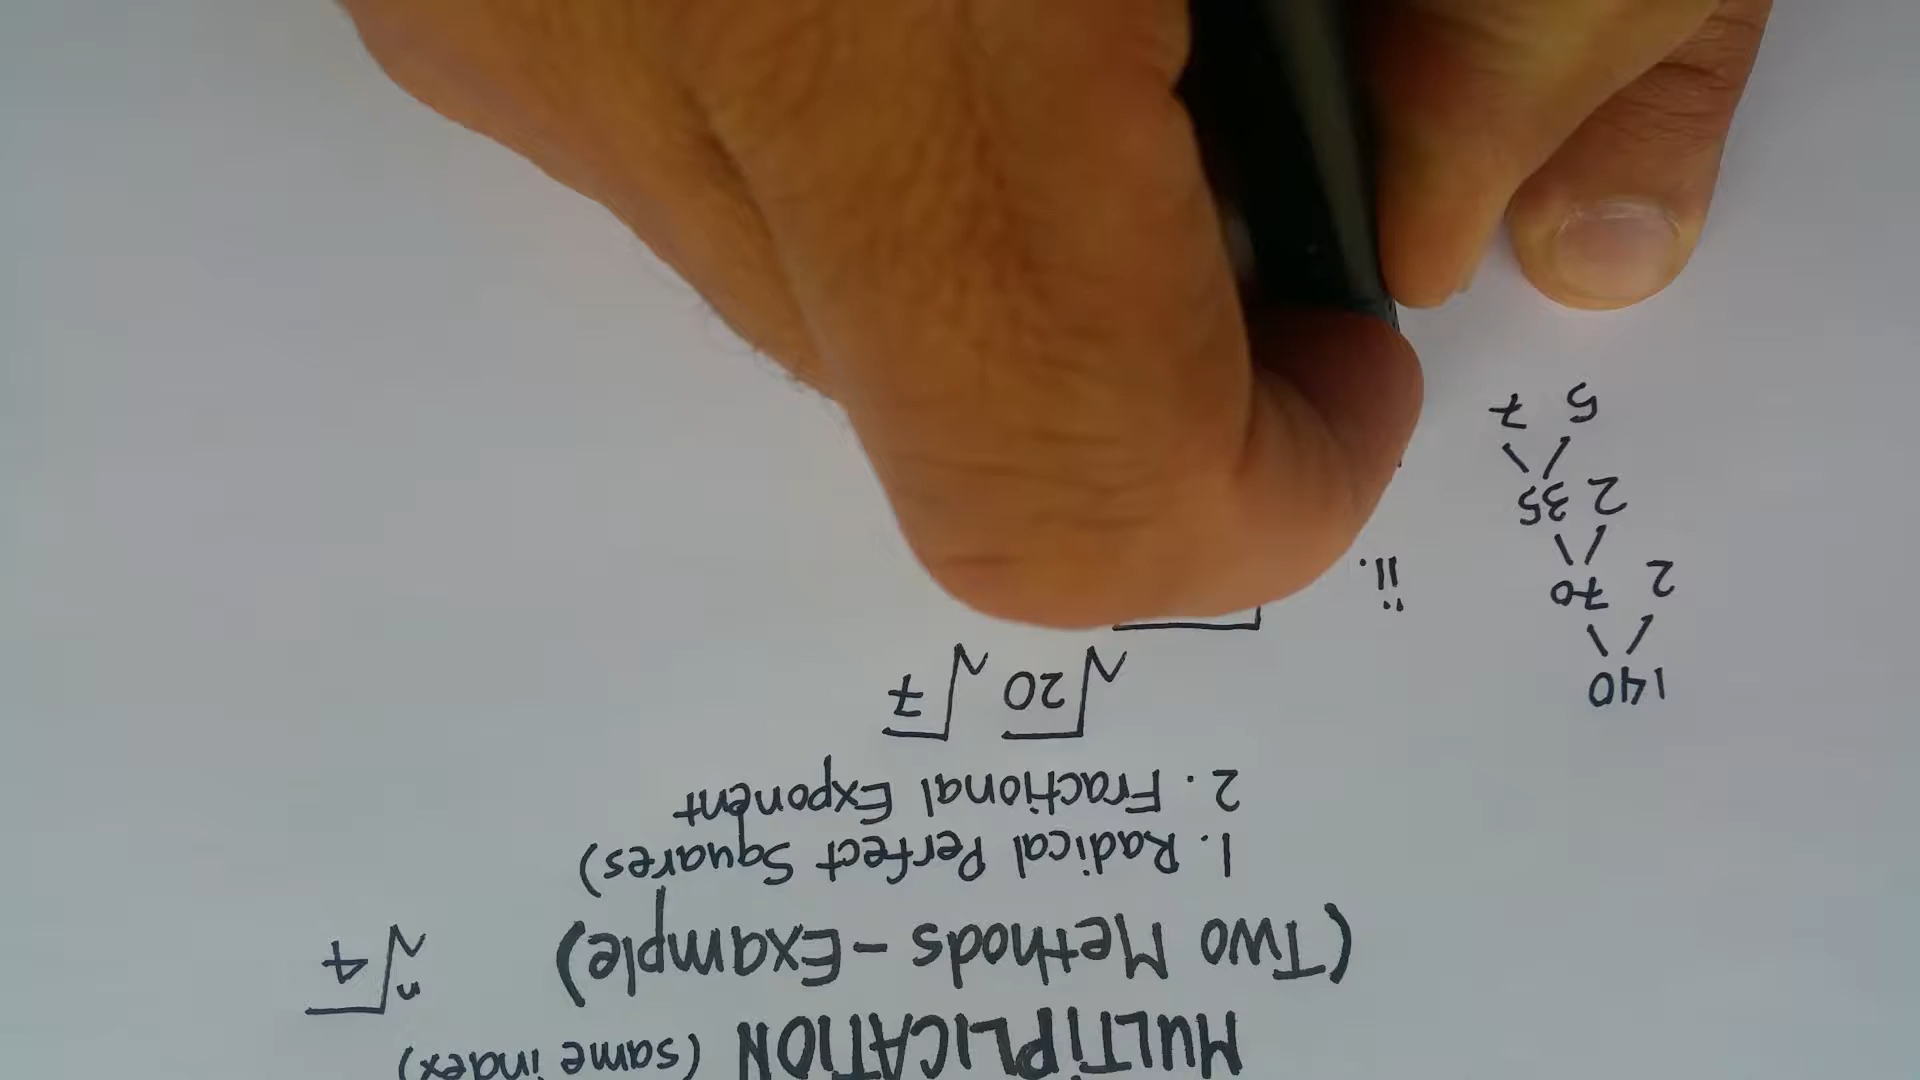 MULTIPLICATION (same index)
(Two Methods - Example)
n√4
1. Radical Perfect Squares)
2. Fractional Exponent
√20 √7
ii.
140
2 70
2 35
5 7